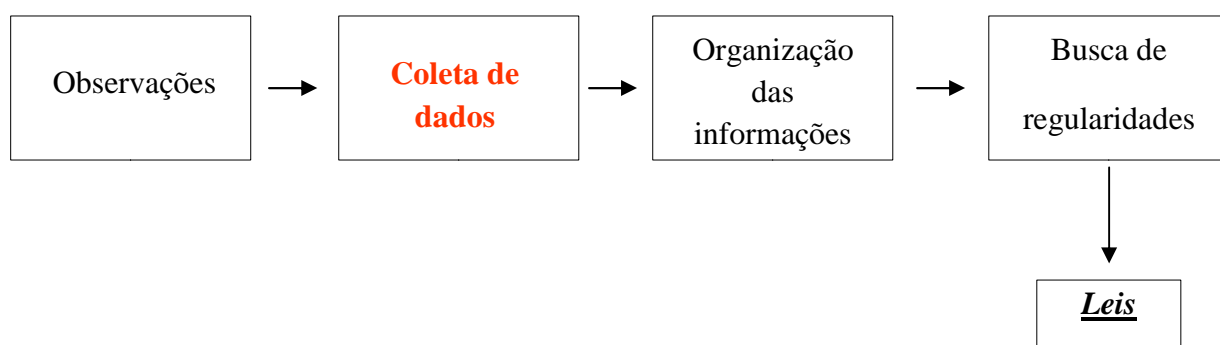 Observações
Coleta de
dados
Organização
das
informações
Busca de
regularidades
Leis